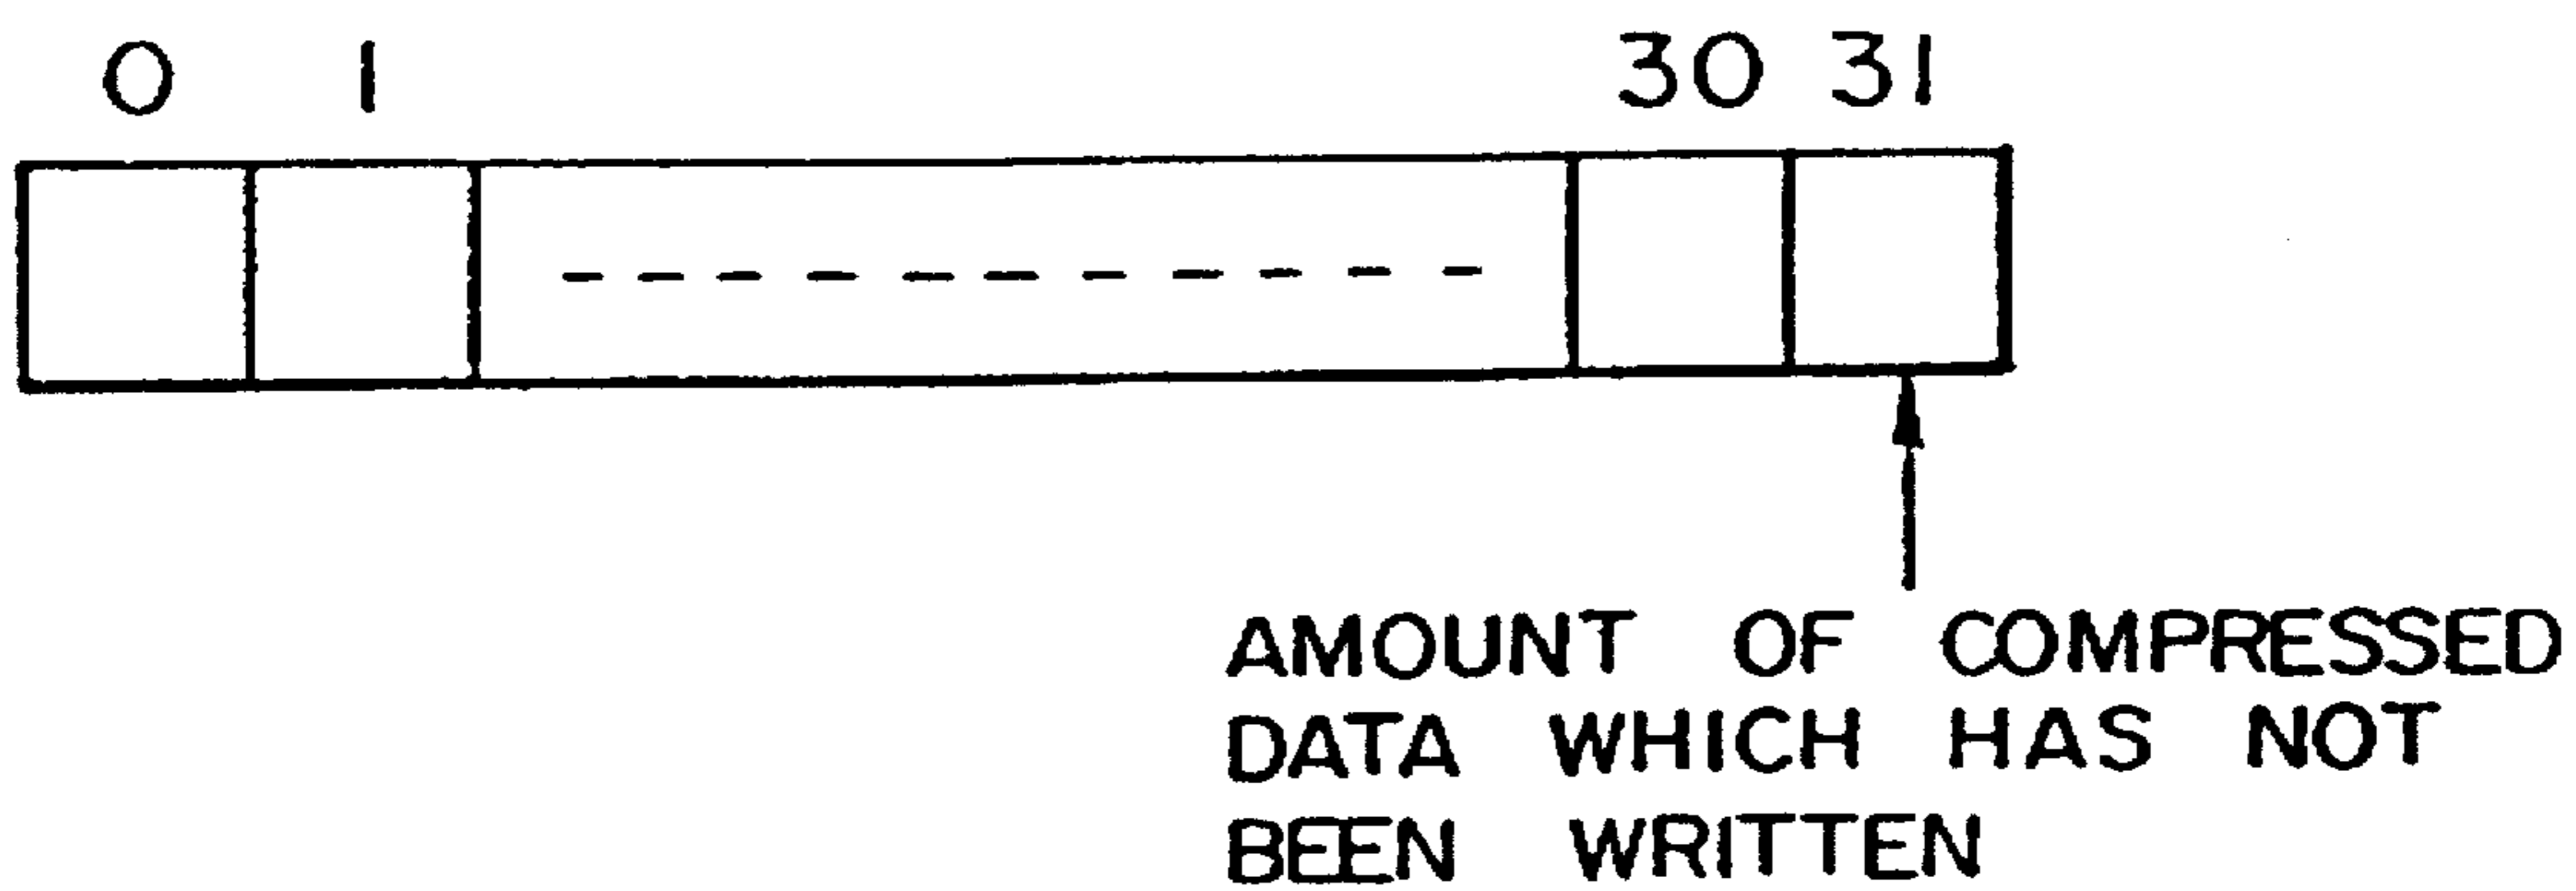 0 1 30 31
AMOUNT OF COMPRESSED
DATA WHICH HAS NOT
BEEN WRITTEN